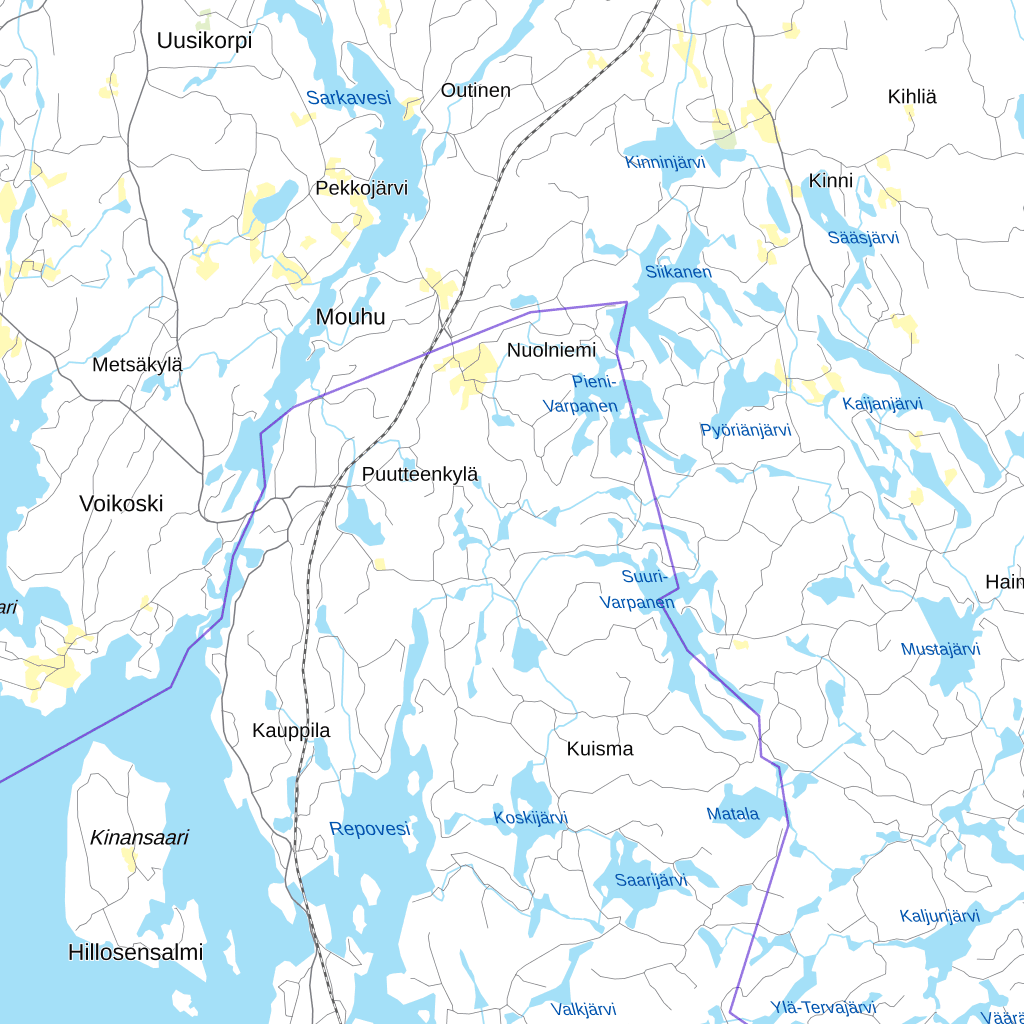 Uusikorpi
Outinen
Sarkavesi
Kihliä
Kinninjärvi
Kinni
Pekkojärvi
Sääsjärvi
Siikanen
Mouhu
Nuolniemi
Metsäkylä
Pieni-
Varpanen
Kaijanjärvi
Pyöriänjärvi
Puutteenkylä
Voikoski
Suuri-
Varpanen
Mustajärvi
Kauppila
Kuisma
Koskijärvi
Matala
Repovesi
Kinansaari
Saarijärvi
Kaljunjärvi
Hillosensalmi
Valkjärvi
Ylä-Tervajärvi